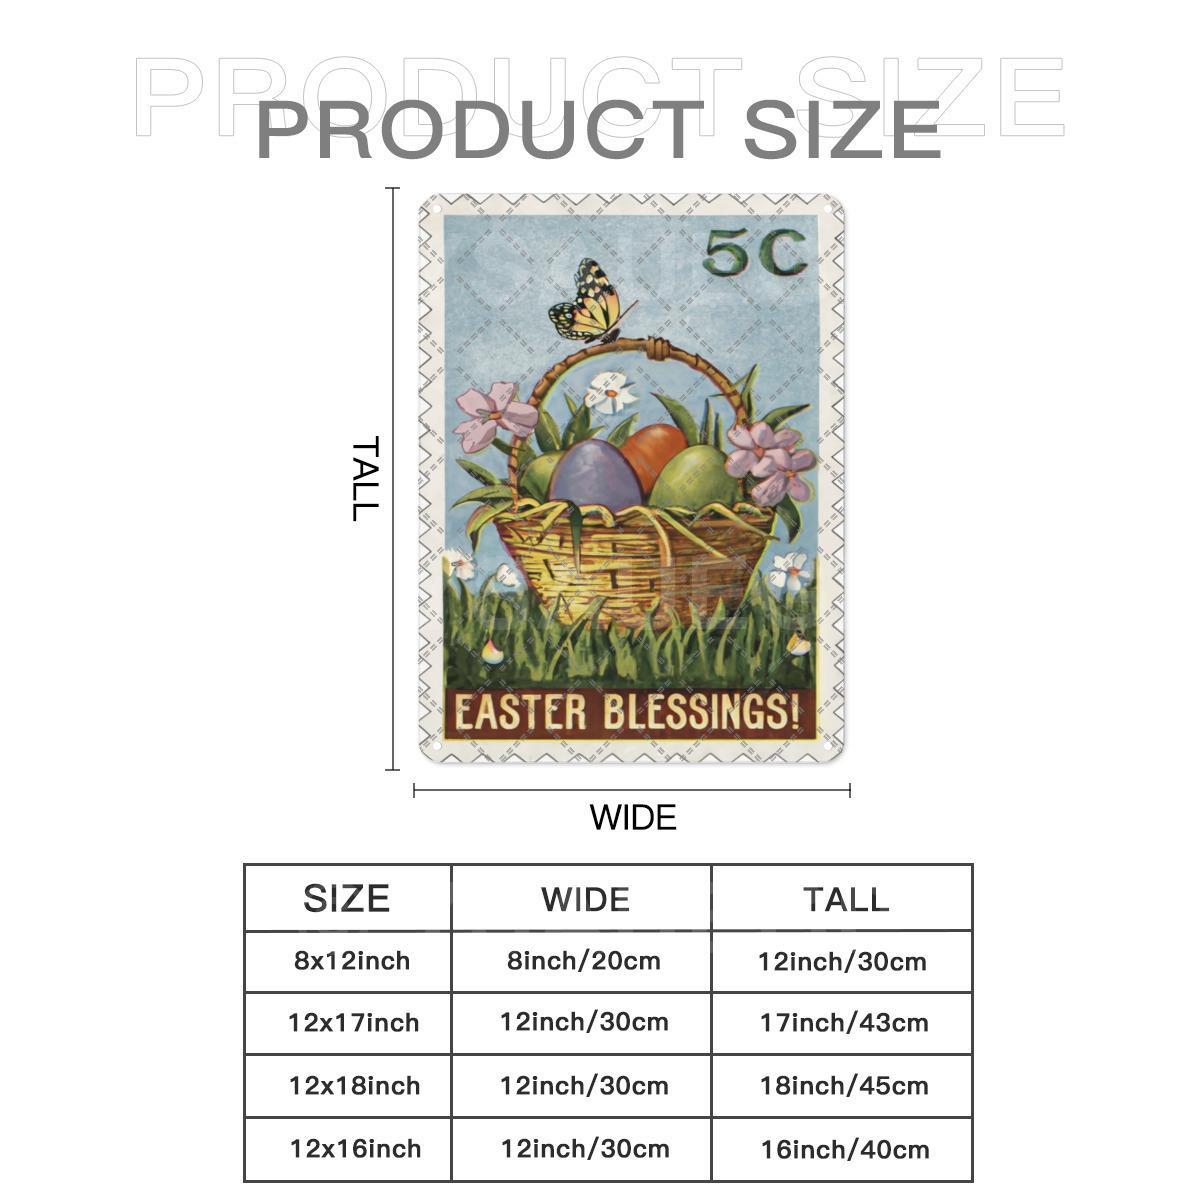 PRODUCT SIZE
PRODUCT SIZE
5C
EASTER BLESSINGS!
TALL
WIDE
SIZE WIDE TALL
8x12inch 8inch/20cm 12inch/30cm
12x17inch 12inch/30cm 17inch/43cm
12x18inch 12inch/30cm 18inch/45cm
12x16inch 12inch/30cm 16inch/40cm